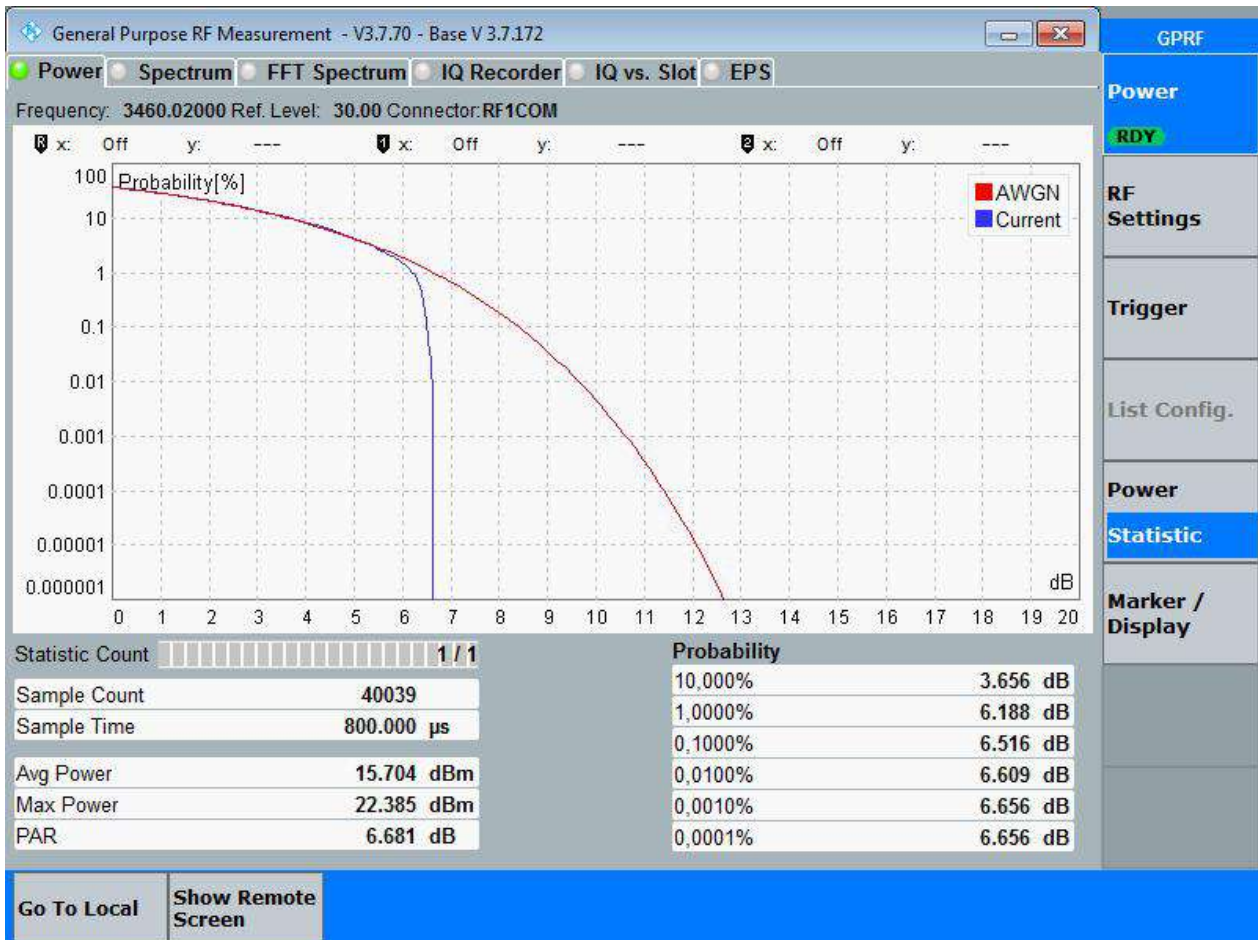 General Purpose RF Measurement - V3.7.70 - Base V 3.7.172
GPRF
Power Spectrum FFT Spectrum IQ Recorder IQ vs. Slot EPS
Frequency: 3460.02000 Ref. Level: 30.00 Connector:RF1COM
R x: Off y: --- 1 x: Off y: --- 2 x: Off y: ---
Probability[%]
AWGN
Current
100
10
1
0.1
0.01
0.001
0.0001
0.00001
0.000001
dB
0 1 2 3 4 5 6 7 8 9 10 11 12 13 14 15 16 17 18 19 20
Statistic Count 1 / 1
Sample Count 40039
Sample Time 800.000 µs
Avg Power 15.704 dBm
Max Power 22.385 dBm
PAR 6.681 dB
Probability
10,000% 3.656 dB
1,0000% 6.188 dB
0,1000% 6.516 dB
0,0100% 6.609 dB
0,0010% 6.656 dB
0,0001% 6.656 dB
Power
RDY
RF
Settings
Trigger
List Config.
Power
Statistic
Marker /
Display
Go To Local
Show Remote
Screen